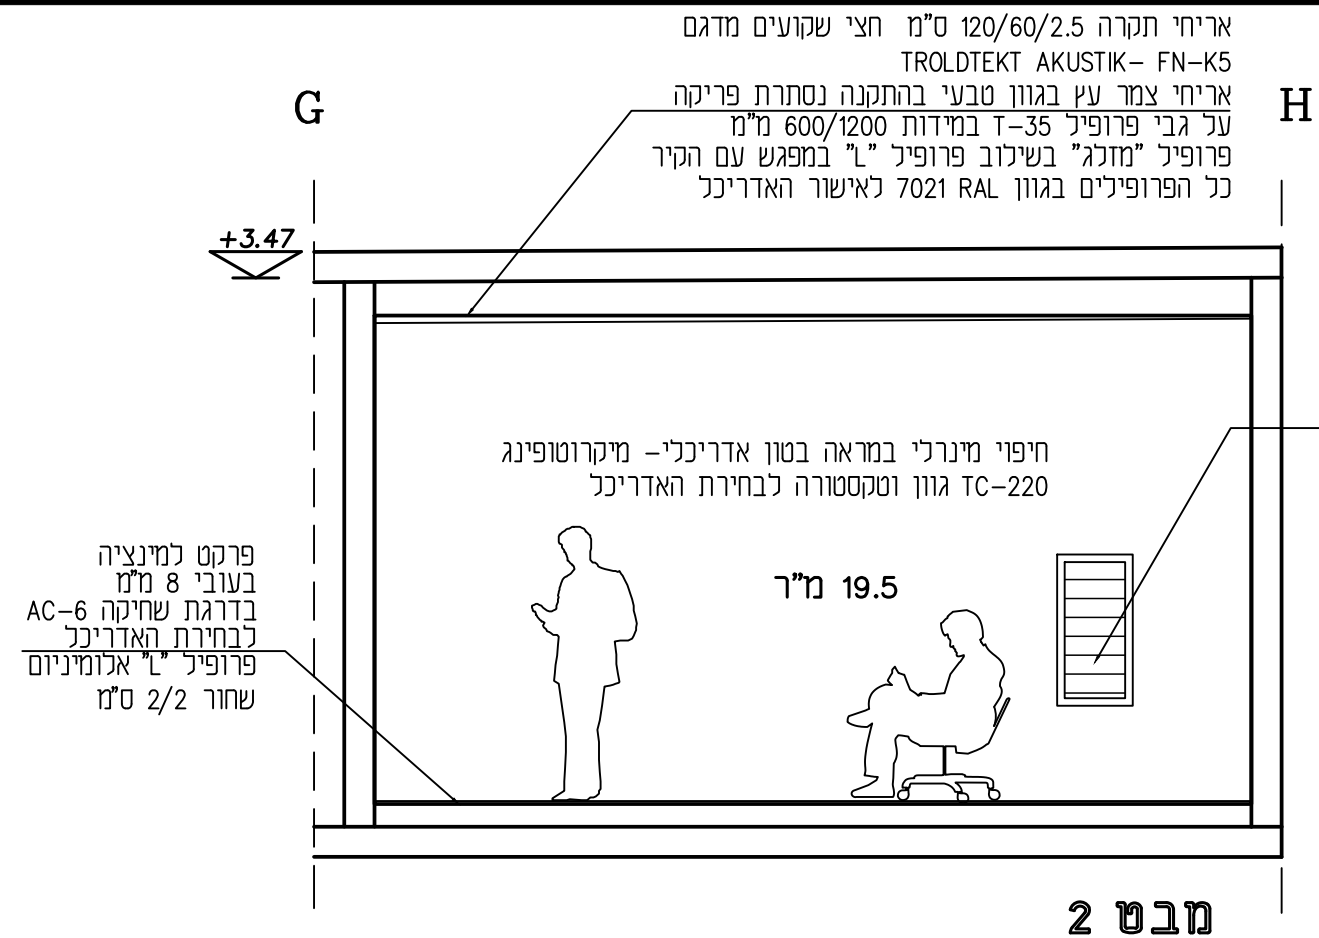 אריחי תקרה 120/60/2.5 ס"מ חצי שקועים מדגם
TROLDTEKT AKUSTIK- FN-K5
אריחי צמר עץ בגוון טבעי בהתקנה נסתרת פריקה
על גבי פרופיל T-35 במידות 600/1200 מ"מ
פרופיל "מזלג" בשילוב פרופיל "L" במפגש עם הקיר
כל הפרופילים בגוון RAL 7021 לאישור האדריכל
G
H
+3.47
חיפוי מינרלי במראה בטון אדריכלי- מיקרוטופינג
TC-220 גוון וטקסטורה לבחירת האדריכל
19.5 מ"ר
פרקט למינציה
בעובי 8 מ"מ
בדרגת שחיקה AC-6
לבחירת האדריכל
פרופיל "L" אלומיניום
שחור 2/2 ס"מ
מבט 2